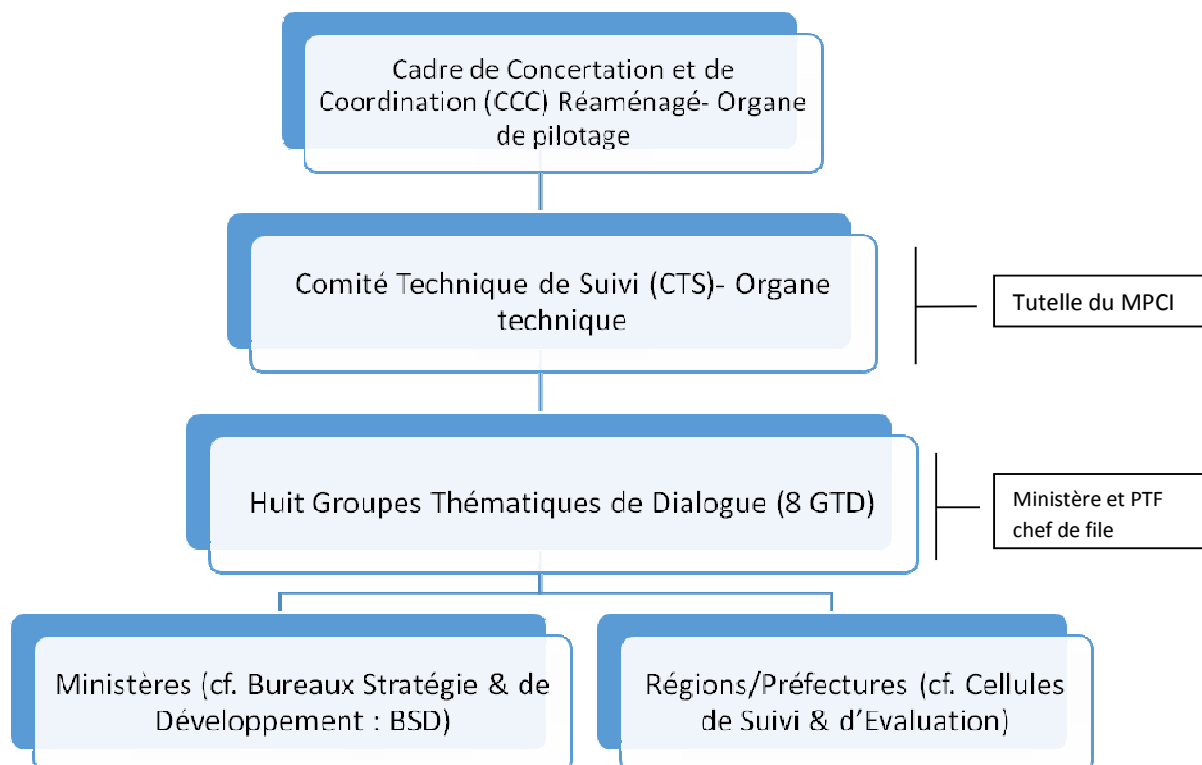 Cadre de Concertation et de
Coordination (CCC) Réaménagé- Organe
de pilotage
Comité Technique de Suivi (CTS)- Organe
technique
Tutelle du MPCI
Huit Groupes Thématiques de Dialogue (8 GTD)
Ministère et PTF
chef de file
Ministères (cf. Bureaux Stratégie & de
Développement : BSD)
Régions/Préfectures (cf. Cellules
de Suivi & d’Evaluation)